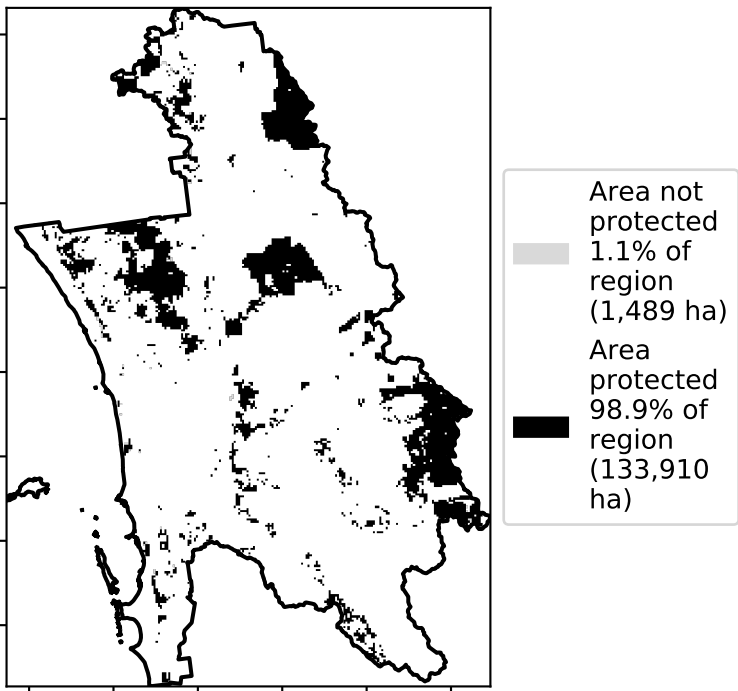 Area not
protected
1.1% of
region
(1,489 ha)
Area
protected
98.9% of
region
(133,910
ha)